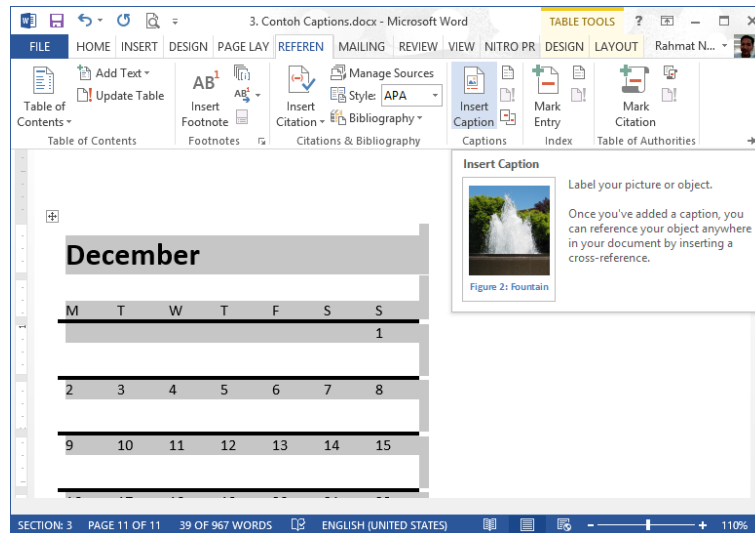 3. Contoh Captions.docx - Microsoft Word
TABLE TOOLS
?
FILE HOME INSERT DESIGN PAGE LAY REFEREN MAILING REVIEW VIEW NITRO PR DESIGN LAYOUT Rahmat N...
Table of Contents
Add Text
Update Table
Table of Contents
AB1
Insert Footnote
AB1
Footnotes
Insert Citation
Manage Sources
Style: APA
Bibliography
Citations & Bibliography
Insert Caption
Captions
Mark Entry
Index
Mark Citation
Table of Authorities
Insert Caption
Label your picture or object.
Once you've added a caption, you
can reference your object anywhere
in your document by inserting a
cross-reference.
Figure 2: Fountain
December
M T W T F S S
1
2 3 4 5 6 7 8
9 10 11 12 13 14 15
SECTION: 3 PAGE 11 OF 11 39 OF 967 WORDS ENGLISH (UNITED STATES) 110%